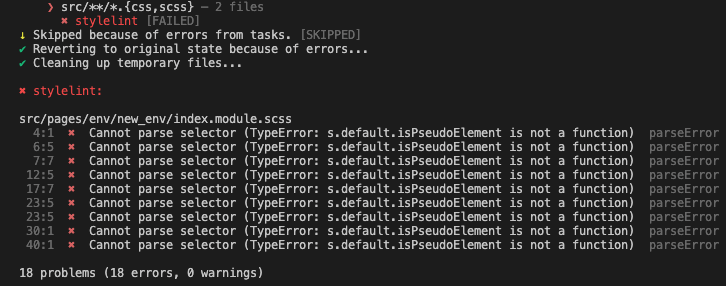 ❯ src/**/*.{css,scss} — 2 files
✖ stylelint [FAILED]
↓ Skipped because of errors from tasks. [SKIPPED]
✔ Reverting to original state because of errors...
✔ Cleaning up temporary files...
✖ stylelint:
src/pages/env/new_env/index.module.scss
4:1 ✖ Cannot parse selector (TypeError: s.default.isPseudoElement is not a function) parseError
6:5 ✖ Cannot parse selector (TypeError: s.default.isPseudoElement is not a function) parseError
7:7 ✖ Cannot parse selector (TypeError: s.default.isPseudoElement is not a function) parseError
12:5 ✖ Cannot parse selector (TypeError: s.default.isPseudoElement is not a function) parseError
17:7 ✖ Cannot parse selector (TypeError: s.default.isPseudoElement is not a function) parseError
23:5 ✖ Cannot parse selector (TypeError: s.default.isPseudoElement is not a function) parseError
23:5 ✖ Cannot parse selector (TypeError: s.default.isPseudoElement is not a function) parseError
30:1 ✖ Cannot parse selector (TypeError: s.default.isPseudoElement is not a function) parseError
40:1 ✖ Cannot parse selector (TypeError: s.default.isPseudoElement is not a function) parseError
18 problems (18 errors, 0 warnings)